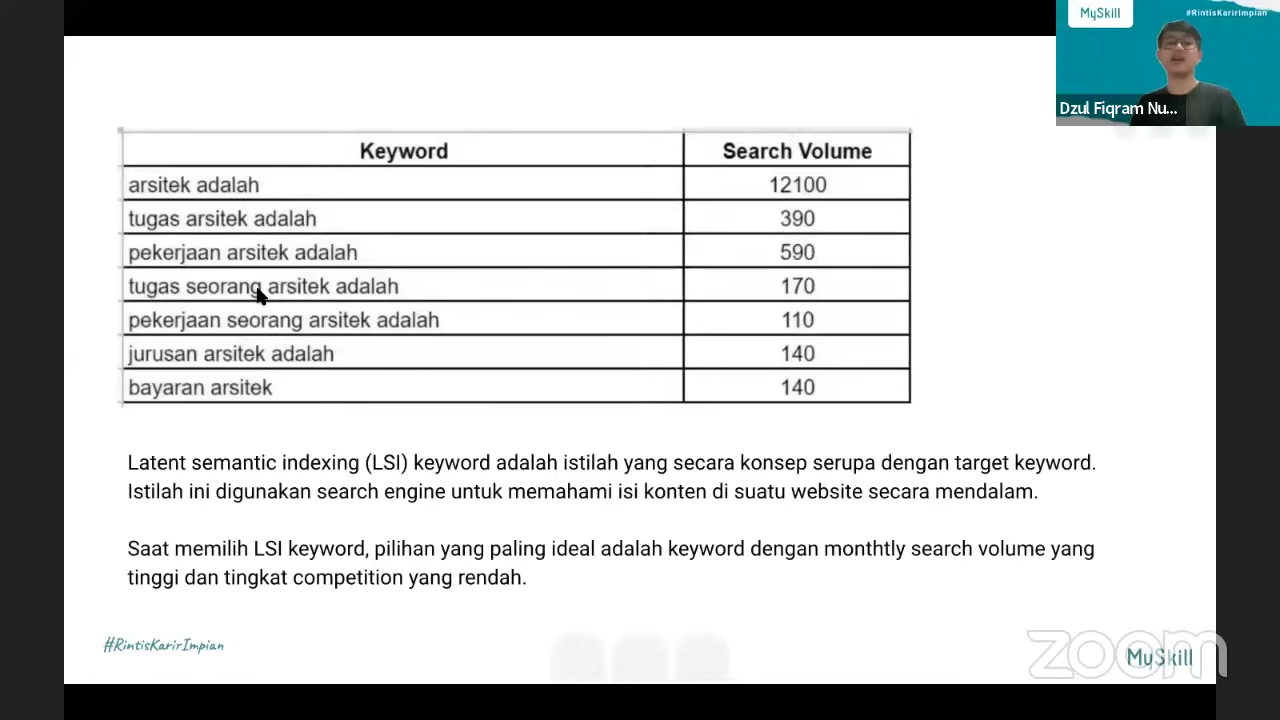 MySkill
#RintisKarirImpian
Dzul Fiqram Nu...
Keyword Search Volume
arsitek adalah 12100
tugas arsitek adalah 390
pekerjaan arsitek adalah 590
tugas seorang arsitek adalah 170
pekerjaan seorang arsitek adalah 110
jurusan arsitek adalah 140
bayaran arsitek 140
Latent semantic indexing (LSI) keyword adalah istilah yang secara konsep serupa dengan target keyword.
Istilah ini digunakan search engine untuk memahami isi konten di suatu website secara mendalam.
Saat memilih LSI keyword, pilihan yang paling ideal adalah keyword dengan monthtly search volume yang
tinggi dan tingkat competition yang rendah.
#RintisKarirImpian
zoom
MySkill